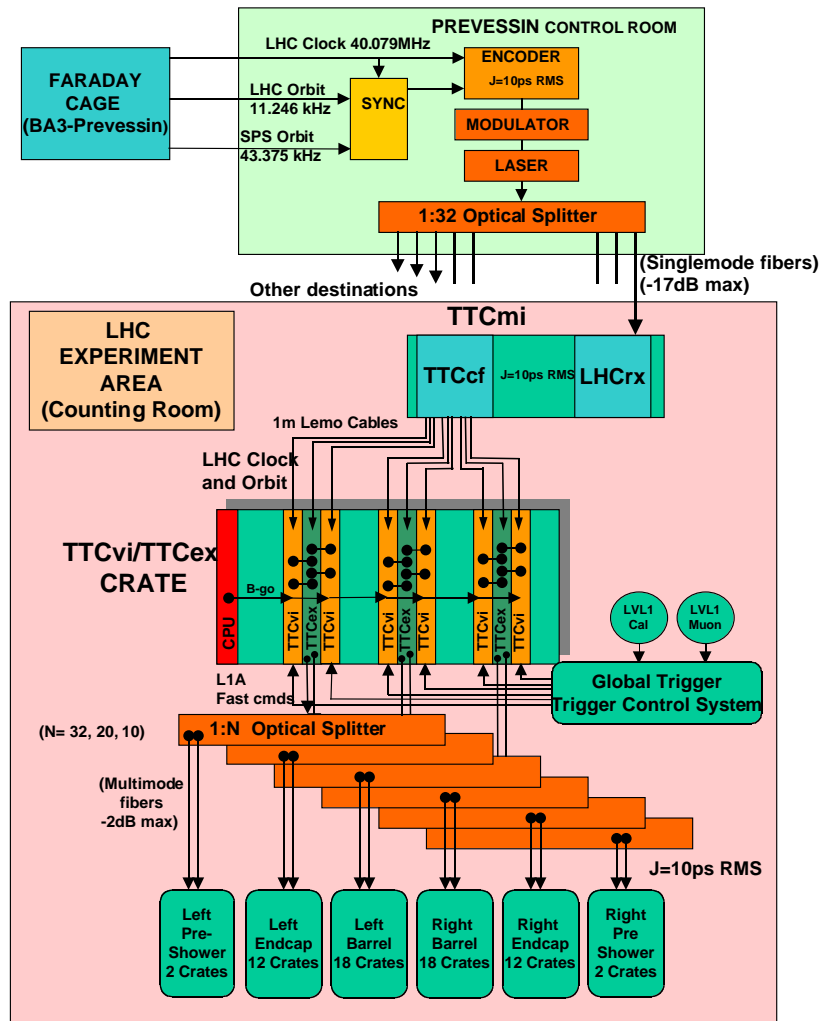 PREVESSIN CONTROL ROOM
LHC Clock 40.079MHz
ENCODER
J=10ps RMS
FARADAY
CAGE
(BA3-Prevessin)
LHC Orbit
11.246 kHz
SYNC
MODULATOR
SPS Orbit
43.375 kHz
LASER
1:32 Optical Splitter
(Singlemode fibers)
(-17dB max)
Other destinations
LHC
EXPERIMENT
AREA
(Counting Room)
TTCmi
TTCcf
J=10ps RMS
LHCrx
1m Lemo Cables
LHC Clock
and Orbit
TTCvi/TTCex
CRATE
CPU
B-go
TTCvi
TTCex
TTCvi
TTCvi
TTCex
TTCvi
TTCvi
TTCex
TTCvi
LVL1
Cal
LVL1
Muon
L1A
Fast cmds
Global Trigger
Trigger Control System
(N= 32, 20, 10)
1:N Optical Splitter
(Multimode
fibers
-2dB max)
J=10ps RMS
Left
Pre-
Shower
2 Crates
Left
Endcap
12 Crates
Left
Barrel
18 Crates
Right
Barrel
18 Crates
Right
Endcap
12 Crates
Right
Pre
Shower
2 Crates